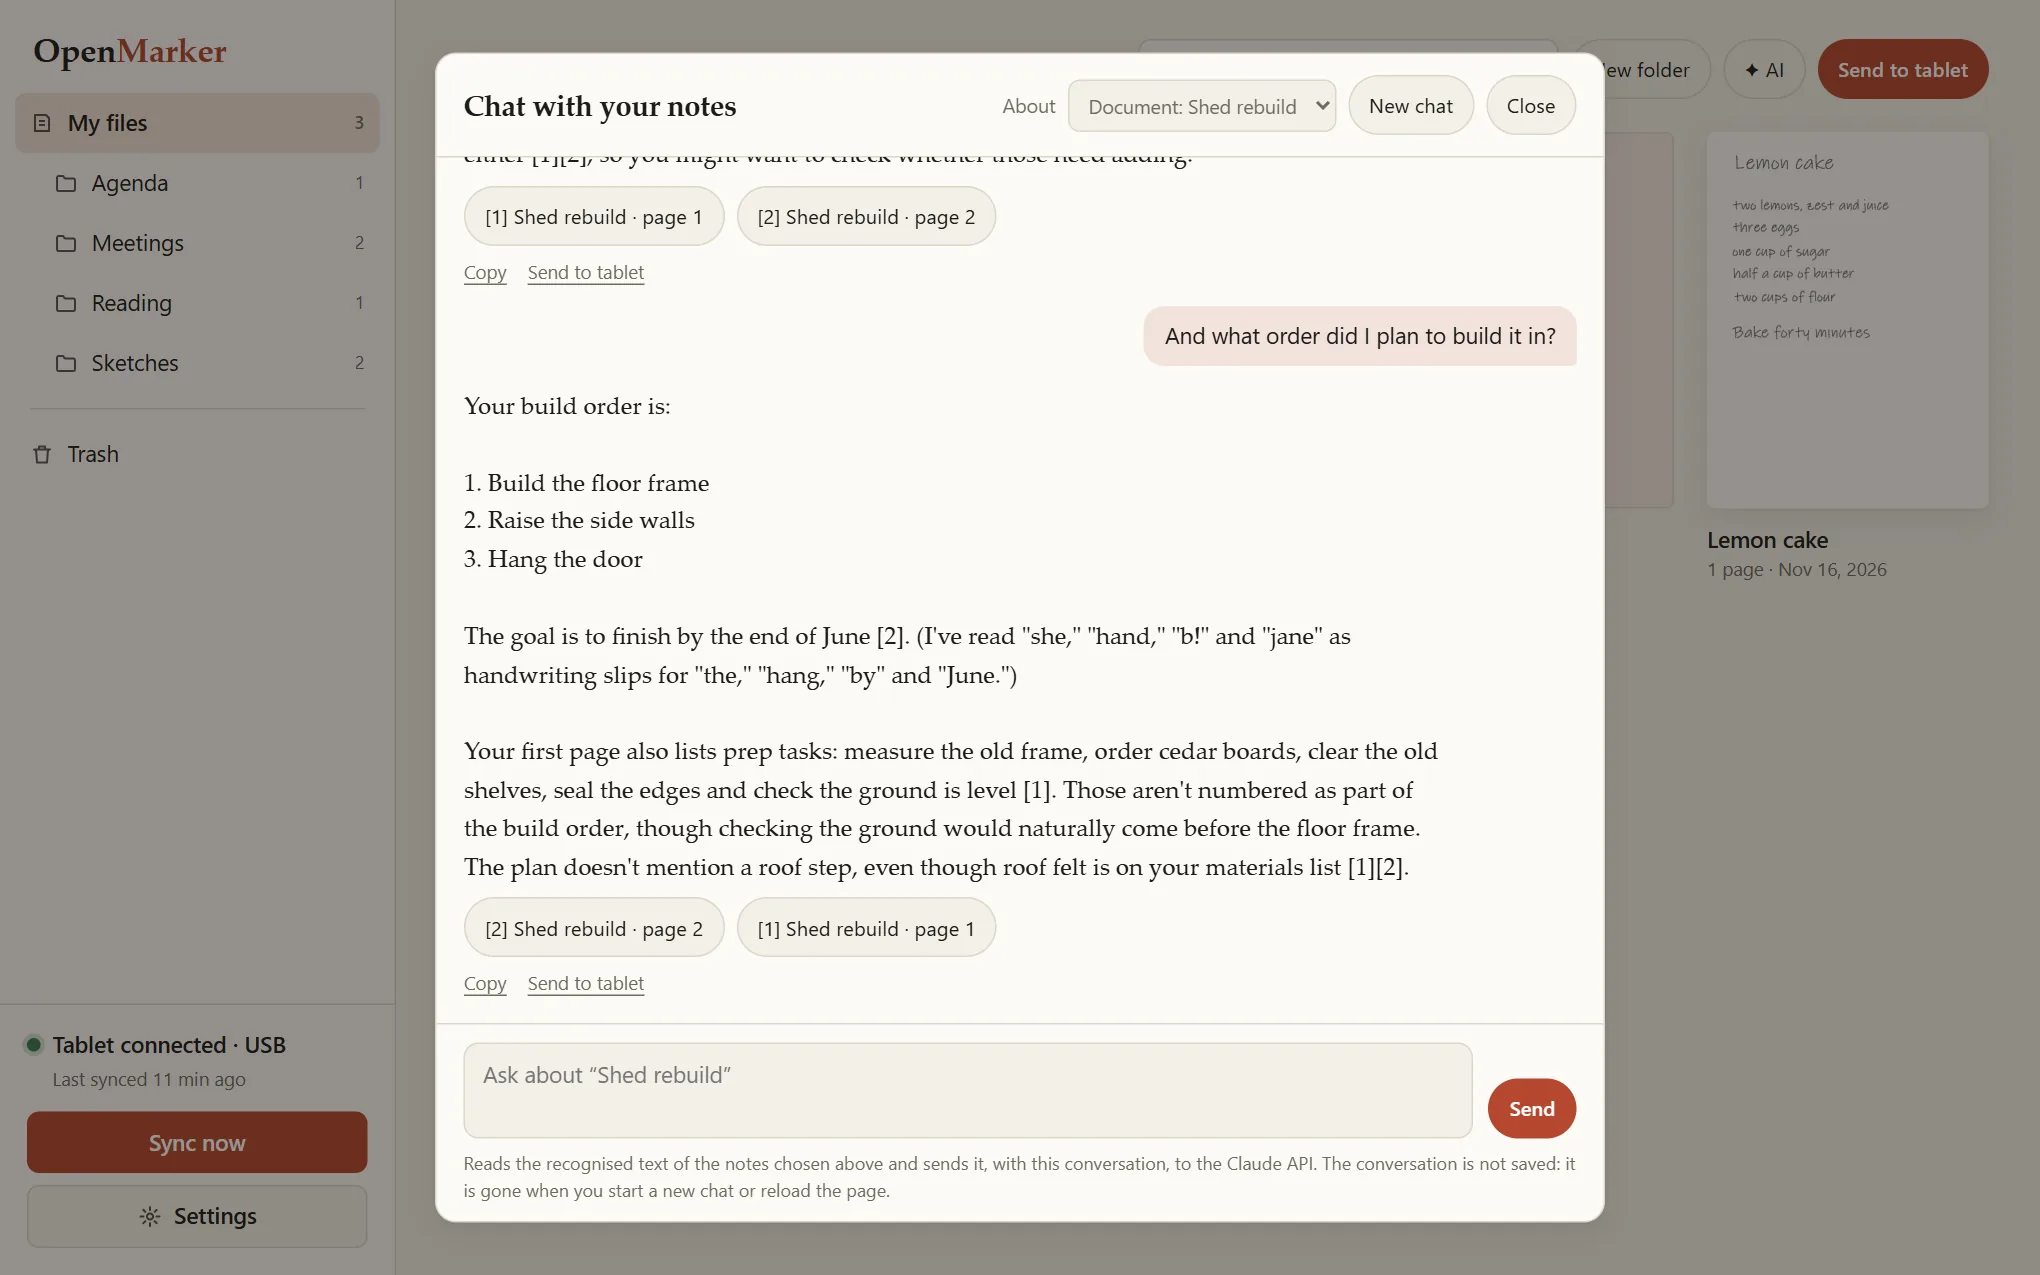 OpenMarker
My files 3
Agenda 1
Meetings 2
Reading 1
Sketches 2
Trash
Tablet connected · USB
Last synced 11 min ago
Sync now
Settings
ew folder
✦ AI
Send to tablet
Chat with your notes
About
Document: Shed rebuild
New chat
Close
either [1][2], so you might want to check whether those need adding.
[1] Shed rebuild · page 1
[2] Shed rebuild · page 2
Copy Send to tablet
And what order did I plan to build it in?
Your build order is:
1. Build the floor frame
2. Raise the side walls
3. Hang the door
The goal is to finish by the end of June [2]. (I've read "she," "hand," "b!" and "jane" as
handwriting slips for "the," "hang," "by" and "June.")
Your first page also lists prep tasks: measure the old frame, order cedar boards, clear the old
shelves, seal the edges and check the ground is level [1]. Those aren't numbered as part of
the build order, though checking the ground would naturally come before the floor frame.
The plan doesn't mention a roof step, even though roof felt is on your materials list [1][2].
[2] Shed rebuild · page 2
[1] Shed rebuild · page 1
Copy Send to tablet
Ask about “Shed rebuild”
Send
Reads the recognised text of the notes chosen above and sends it, with this conversation, to the Claude API. The conversation is not saved: it
is gone when you start a new chat or reload the page.
Lemon cake
two lemons, zest and juice
three eggs
one cup of sugar
half a cup of butter
two cups of flour
Bake forty minutes
Lemon cake
1 page · Nov 16, 2026